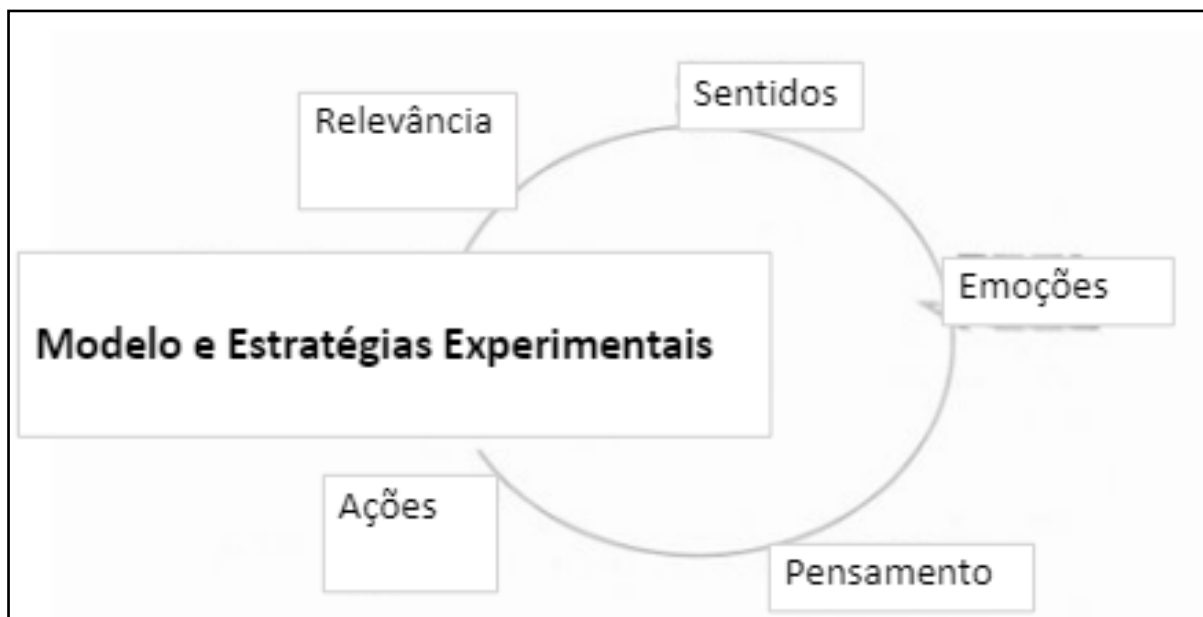 Sentidos
Relevância
Emoções
Modelo e Estratégias Experimentais
Ações
Pensamento